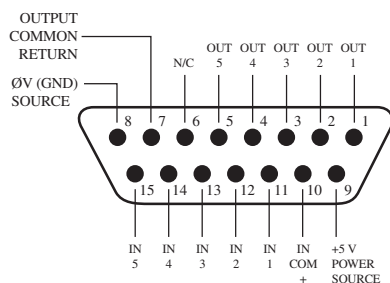 OUTPUT
COMMON
RETURN
ØV (GND)
SOURCE
N/C
OUT
5
OUT
4
OUT
3
OUT
2
OUT
1
8 7 6 5 4 3 2 1
15 14 13 12 11 10 9
IN
5
IN
4
IN
3
IN
2
IN
1
IN
COM
+
+5 V
POWER
SOURCE